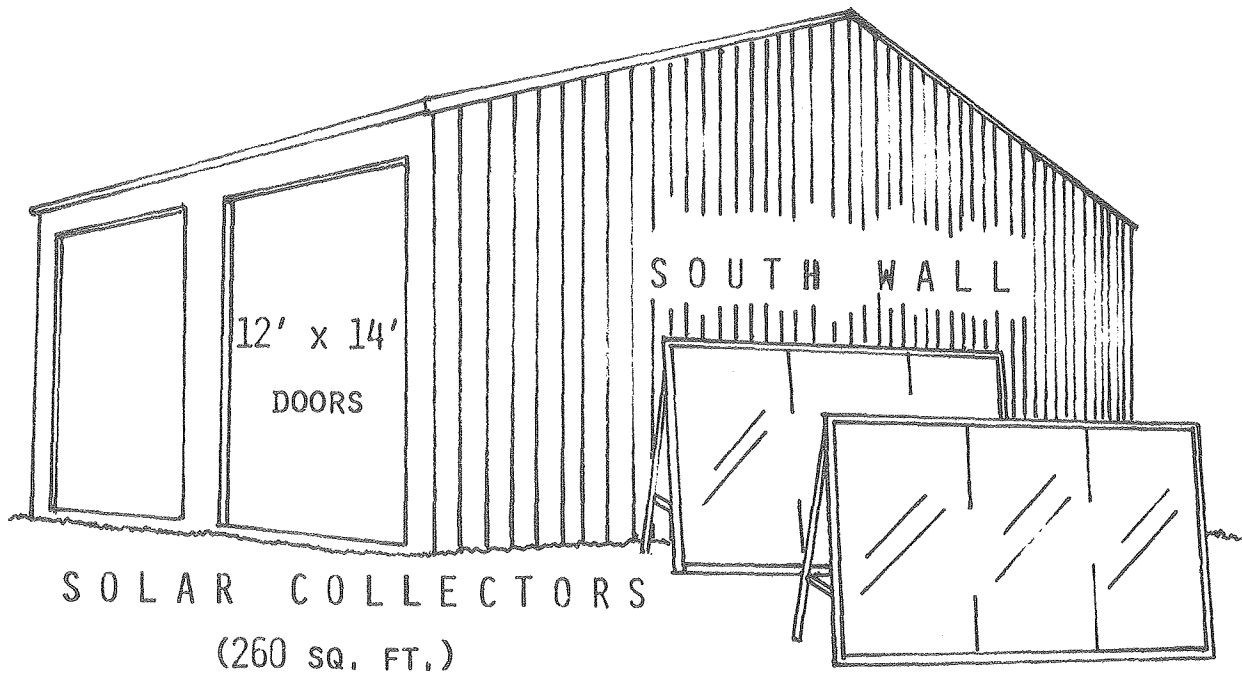 SOUTH WALL
12' x 14'
DOORS
SOLAR COLLECTORS
(260 SQ. FT.)